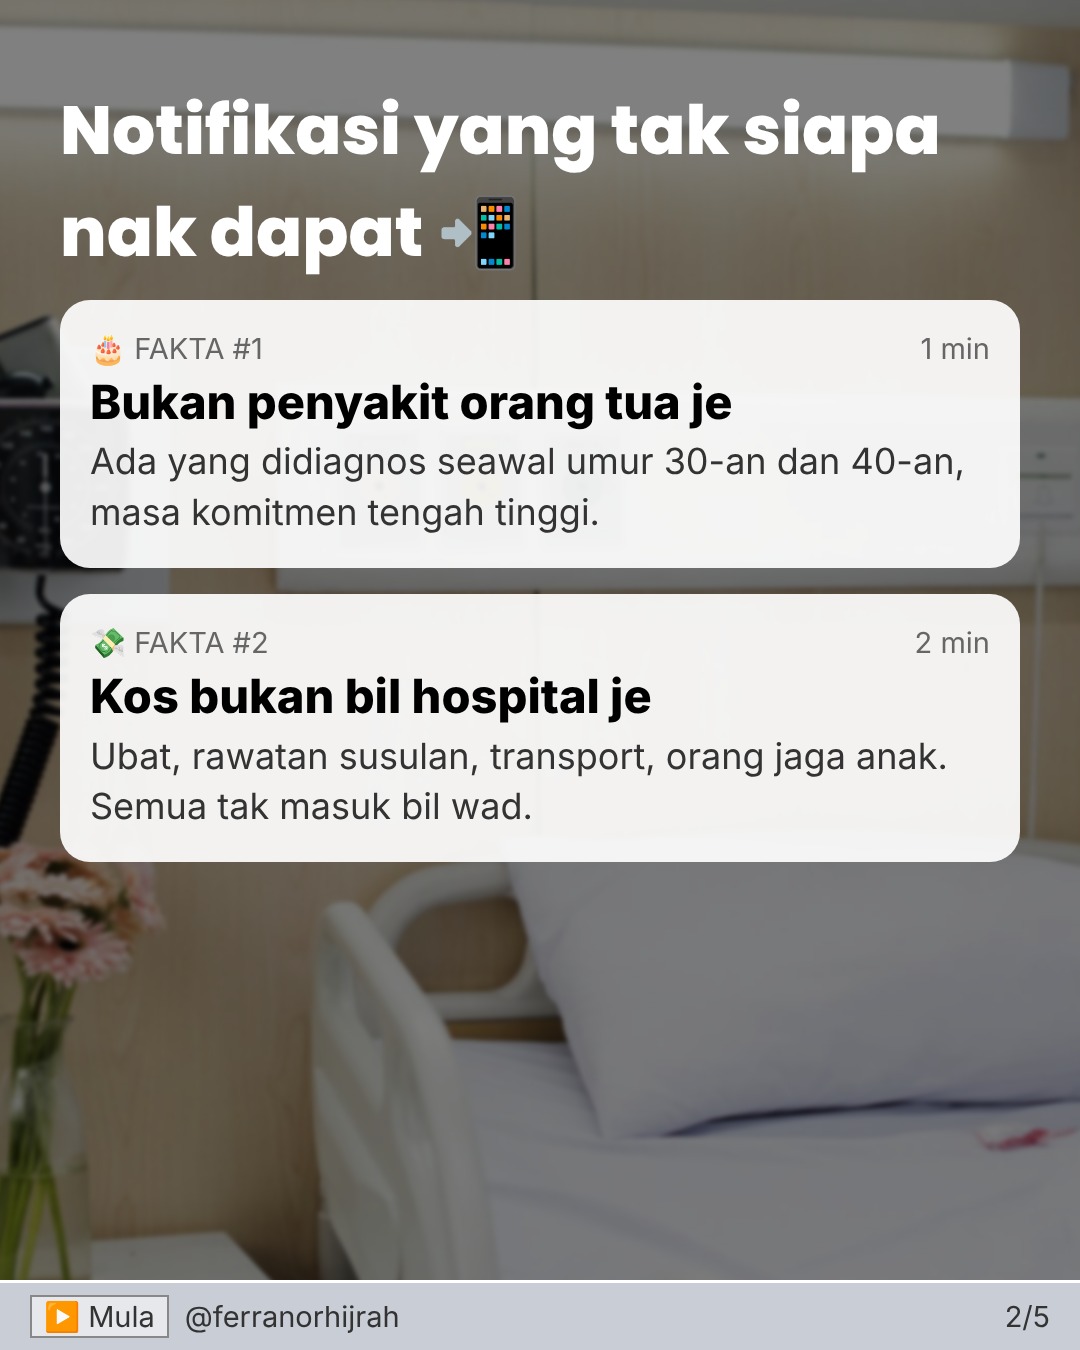 Notifikasi yang tak siapa
nak dapat 📲
🎂 FAKTA #1 1 min
Bukan penyakit orang tua je
Ada yang didiagnos seawal umur 30-an dan 40-an,
masa komitmen tengah tinggi.
💸 FAKTA #2 2 min
Kos bukan bil hospital je
Ubat, rawatan susulan, transport, orang jaga anak.
Semua tak masuk bil wad.
▶️ Mula @ferranorhijrah 2/5